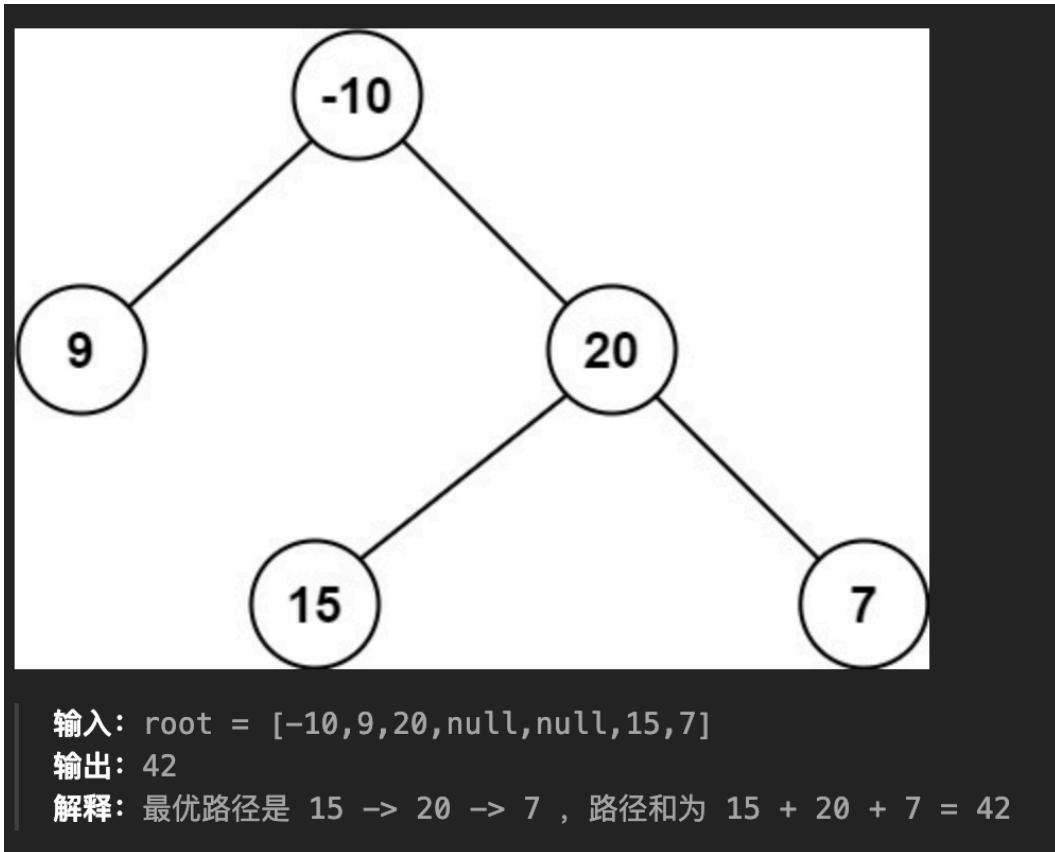 -10
9
20
15
7
输入：root = [-10,9,20,null,null,15,7]
输出：42
解释：最优路径是 15 -> 20 -> 7 ，路径和为 15 + 20 + 7 = 42